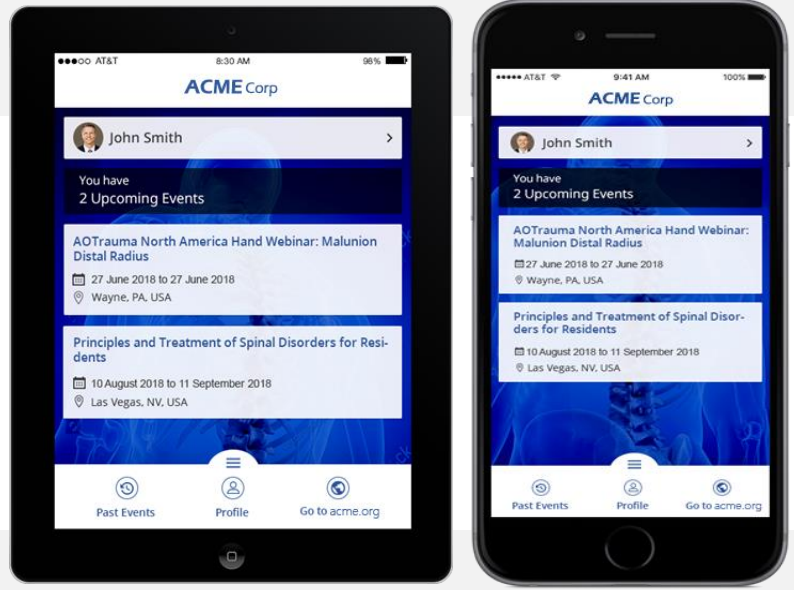 ●●●○○ AT&T 8:30 AM 98%
ACME Corp
John Smith
You have
2 Upcoming Events
AOTrauma North America Hand Webinar: Malunion
Distal Radius
27 June 2018 to 27 June 2018
Wayne, PA, USA
Principles and Treatment of Spinal Disorders for Resi-
dents
10 August 2018 to 11 September 2018
Las Vegas, NV, USA
Past Events Profile Go to acme.org
●●●●● AT&T 9:41 AM 100%
ACME Corp
John Smith
You have
2 Upcoming Events
AOTrauma North America Hand Webinar:
Malunion Distal Radius
27 June 2018 to 27 June 2018
Wayne, PA, USA
Principles and Treatment of Spinal Disor-
ders for Residents
10 August 2018 to 11 September 2018
Las Vegas, NV, USA
Past Events Profile Go to acme.org